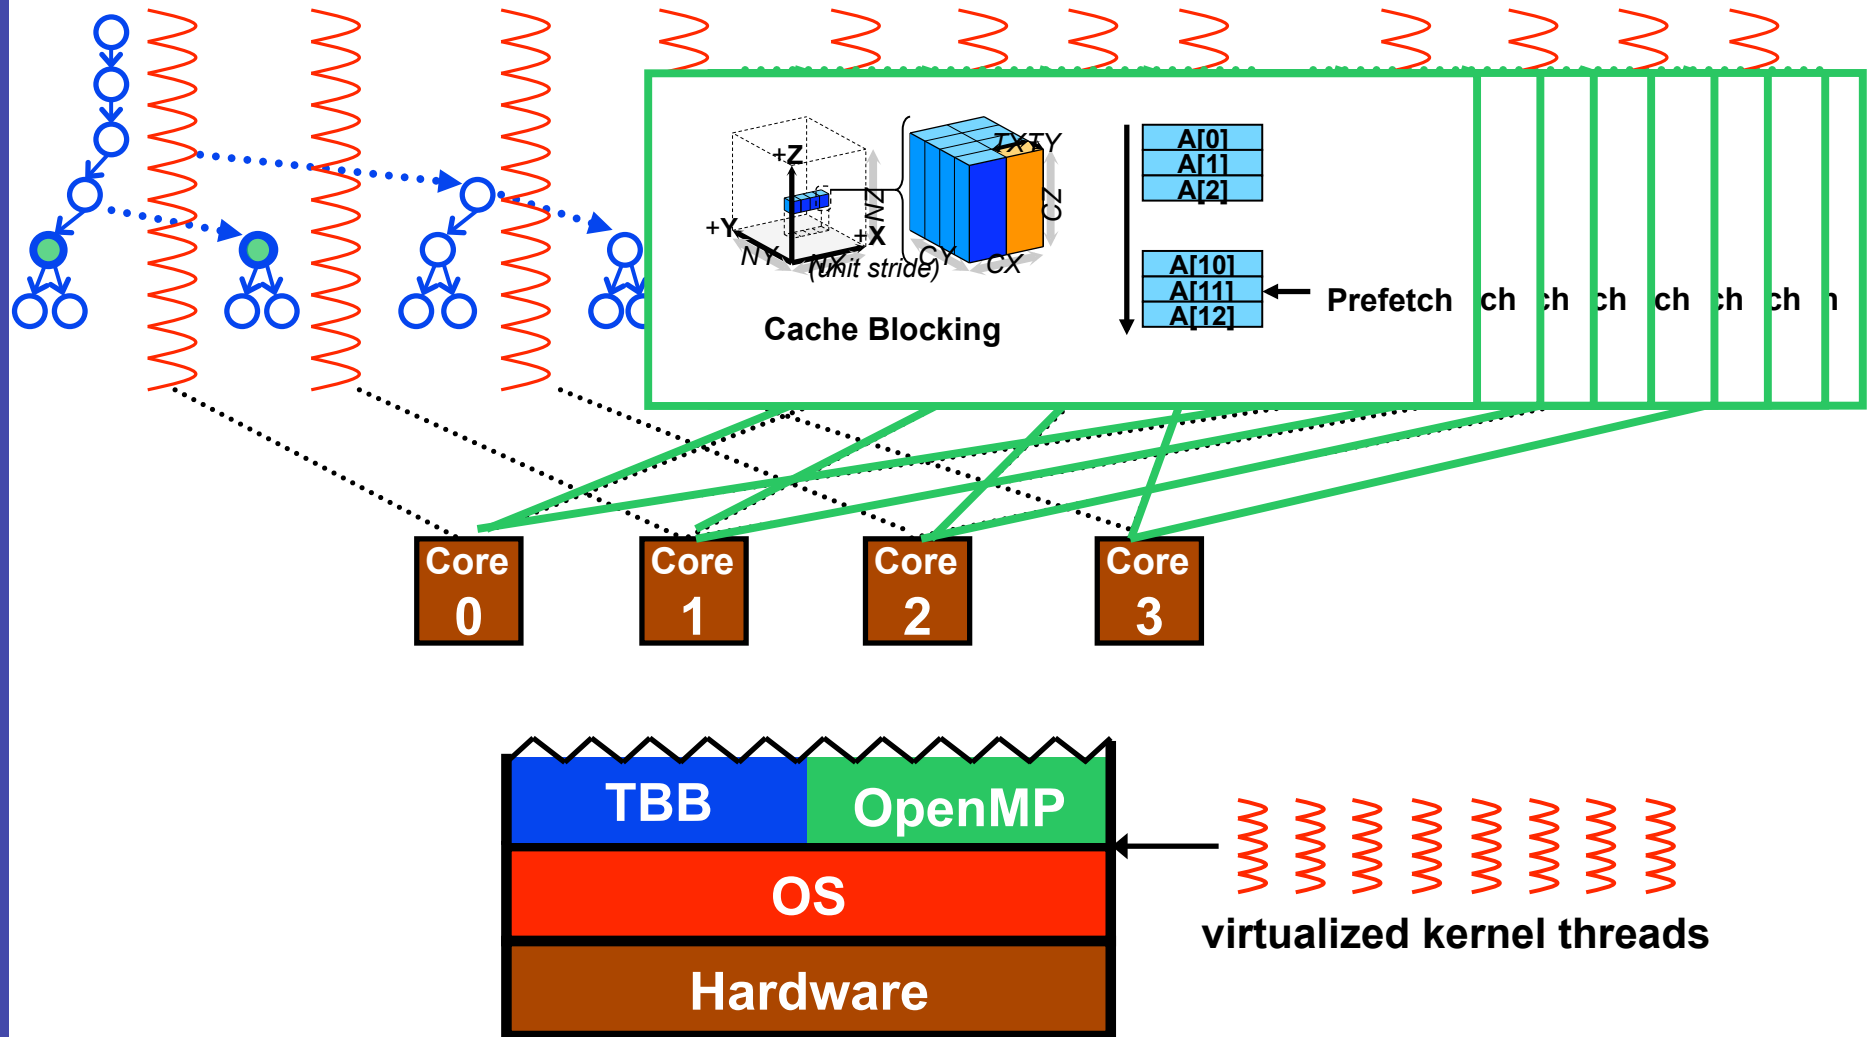 +Z
+Y
+X
NY
NX
NZ
(unit stride)
TX
TY
CZ
CY
CX
Cache Blocking
A[0]
A[1]
A[2]
A[10]
A[11]
A[12]
Prefetch
ch
ch
ch
ch
ch
ch
Core
0
Core
1
Core
2
Core
3
TBB
OpenMP
OS
Hardware
virtualized kernel threads